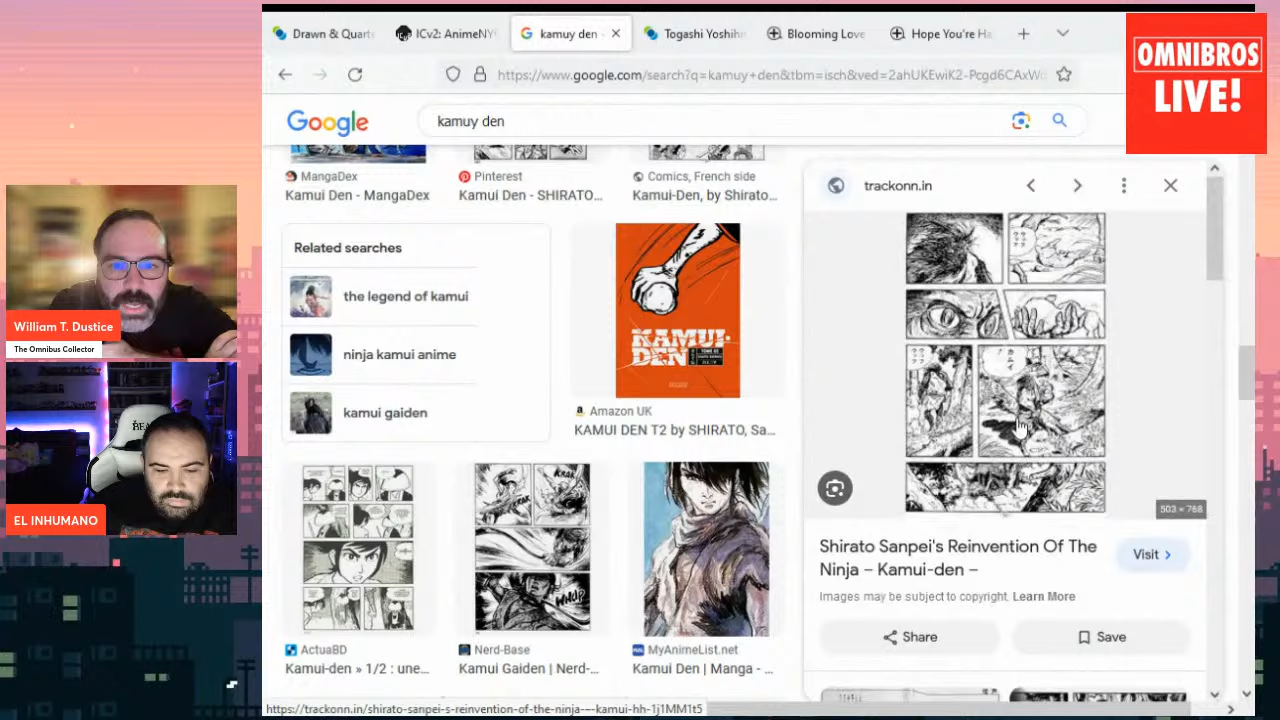 Drawn & Quart
ICv2: AnimeNY
kamuy den -
Togashi Yoshih
Blooming Love
Hope You're Ha
OMNIBROS
LIVE!
https://www.google.com/search?q=kamuy+den&tbm=isch&ved=2ahUKEwiK2-Pcgd6CAxW
Google
kamuy den
MangaDex
Kamui Den - MangaDex
Pinterest
Kamui Den - SHIRATO...
Comics, French side
Kamui-Den, by Shirato...
trackonn.in
Related searches
the legend of kamui
ninja kamui anime
kamui gaiden
KAMUI-
DEN
Amazon UK
KAMUI DEN T2 by SHIRATO, Sa...
カムイ
503 × 768
Shirato Sanpei's Reinvention Of The
Ninja – Kamui-den –
Visit
Images may be subject to copyright. Learn More
Share
Save
ActuaBD
Kamui-den » 1/2 : une...
Nerd-Base
Kamui Gaiden | Nerd-...
MyAnimeList.net
Kamui Den | Manga - ...
https://trackonn.in/shirato-sanpei-s-reinvention-of-the-ninja-–-kamui-hh-1j1MM1t5
William T. Dustice
The Omnibus Collector
EL INHUMANO